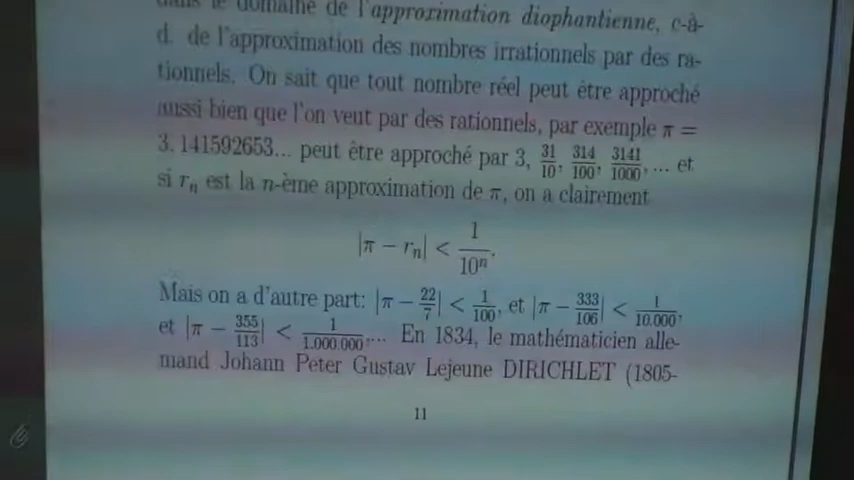 dans le domaine de l'approximation diophantienne, c-à-
d. de l'approximation des nombres irrationnels par des ra-
tionnels. On sait que tout nombre réel peut être approché
aussi bien que l'on veut par des rationnels, par exemple π =
3, 141592653... peut être approché par 3, 31/10, 314/100, 3141/1000, ... et
si rₙ est la n-ème approximation de π, on a clairement
|π − rₙ| < 1/10ⁿ.
Mais on a d'autre part: |π − 22/7| < 1/100, et |π − 333/106| < 1/10.000,
et |π − 355/113| < 1/1.000.000,... En 1834, le mathématicien alle-
mand Johann Peter Gustav Lejeune DIRICHLET (1805-
11